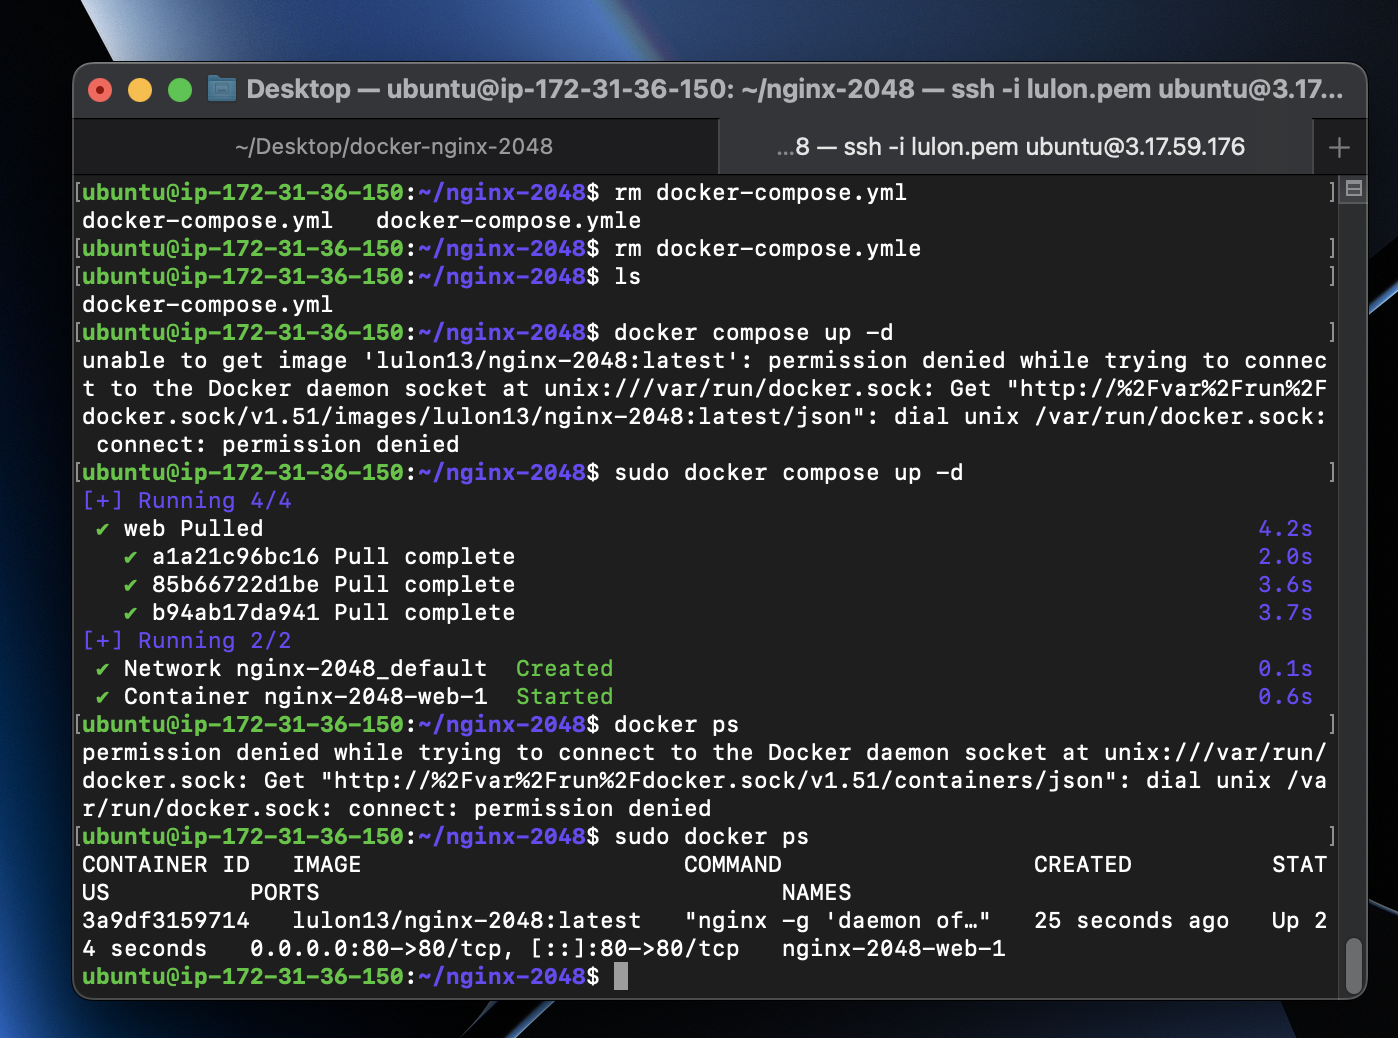 Desktop — ubuntu@ip-172-31-36-150: ~/nginx-2048 — ssh -i lulon.pem ubuntu@3.17...
~/Desktop/docker-nginx-2048
...8 — ssh -i lulon.pem ubuntu@3.17.59.176
+
[ubuntu@ip-172-31-36-150:~/nginx-2048$ rm docker-compose.yml ]
docker-compose.yml   docker-compose.ymle
[ubuntu@ip-172-31-36-150:~/nginx-2048$ rm docker-compose.ymle ]
[ubuntu@ip-172-31-36-150:~/nginx-2048$ ls ]
docker-compose.yml
[ubuntu@ip-172-31-36-150:~/nginx-2048$ docker compose up -d ]
unable to get image 'lulon13/nginx-2048:latest': permission denied while trying to connec
t to the Docker daemon socket at unix:///var/run/docker.sock: Get "http://%2Fvar%2Frun%2F
docker.sock/v1.51/images/lulon13/nginx-2048:latest/json": dial unix /var/run/docker.sock:
 connect: permission denied
[ubuntu@ip-172-31-36-150:~/nginx-2048$ sudo docker compose up -d ]
[+] Running 4/4
 ✔ web Pulled 4.2s
   ✔ a1a21c96bc16 Pull complete 2.0s
   ✔ 85b66722d1be Pull complete 3.6s
   ✔ b94ab17da941 Pull complete 3.7s
[+] Running 2/2
 ✔ Network nginx-2048_default  Created 0.1s
 ✔ Container nginx-2048-web-1  Started 0.6s
[ubuntu@ip-172-31-36-150:~/nginx-2048$ docker ps ]
permission denied while trying to connect to the Docker daemon socket at unix:///var/run/
docker.sock: Get "http://%2Fvar%2Frun%2Fdocker.sock/v1.51/containers/json": dial unix /va
r/run/docker.sock: connect: permission denied
[ubuntu@ip-172-31-36-150:~/nginx-2048$ sudo docker ps ]
CONTAINER ID   IMAGE                       COMMAND                  CREATED          STAT
US          PORTS                                 NAMES
3a9df3159714   lulon13/nginx-2048:latest   "nginx -g 'daemon of…"   25 seconds ago   Up 2
4 seconds   0.0.0.0:80->80/tcp, [::]:80->80/tcp   nginx-2048-web-1
ubuntu@ip-172-31-36-150:~/nginx-2048$